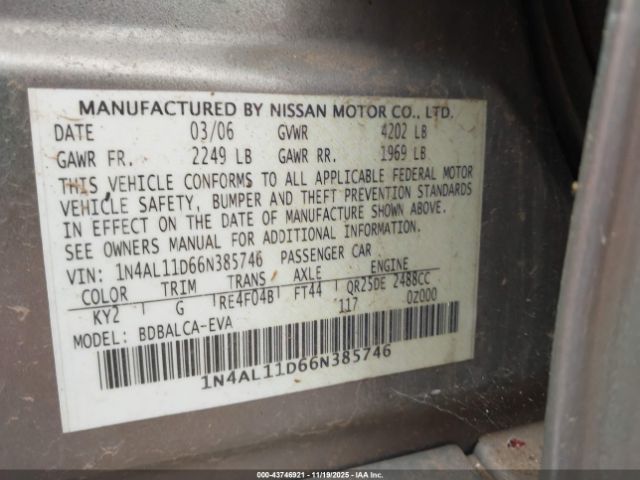 MANUFACTURED BY NISSAN MOTOR CO., LTD.
DATE 03/06 GVWR 4202 LB
GAWR FR. 2249 LB GAWR RR. 1969 LB
THIS VEHICLE CONFORMS TO ALL APPLICABLE FEDERAL MOTOR
VEHICLE SAFETY, BUMPER AND THEFT PREVENTION STANDARDS
IN EFFECT ON THE DATE OF MANUFACTURE SHOWN ABOVE.
SEE OWNERS MANUAL FOR ADDITIONAL INFORMATION.
VIN: 1N4AL11D66N385746 PASSENGER CAR
COLOR TRIM TRANS AXLE ENGINE
KY2 G RE4F04B FT44 QR25DE 2488CC
117 0Z000
MODEL: BDBALCA-EVA
1N4AL11D66N385746
000-43746921 - 11/19/2025 - IAAI.COM